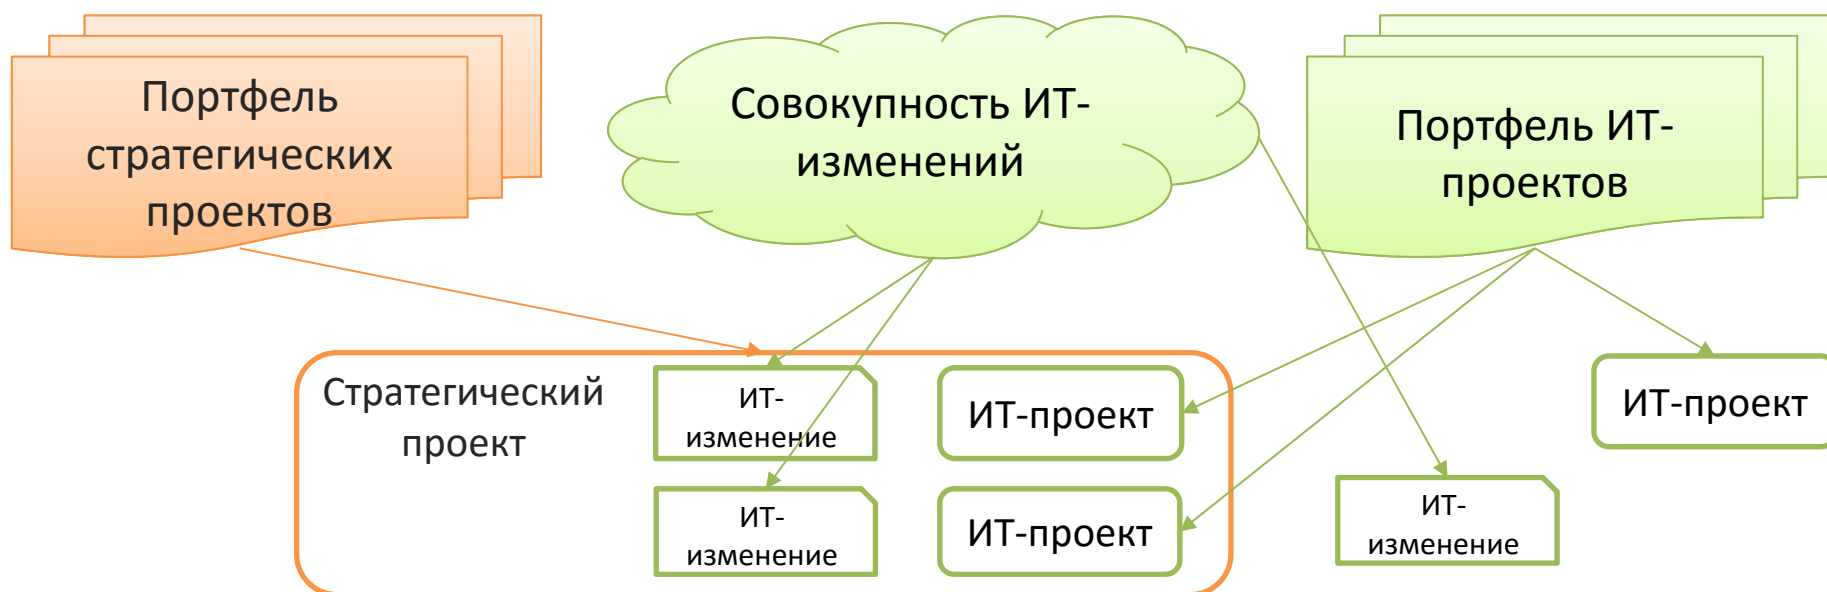 Портфель
стратегических
проектов
Совокупность ИТ-
изменений
Портфель ИТ-
проектов
Стратегический
проект
ИТ-
изменение
ИТ-проект
ИТ-проект
ИТ-
изменение
ИТ-проект
ИТ-
изменение